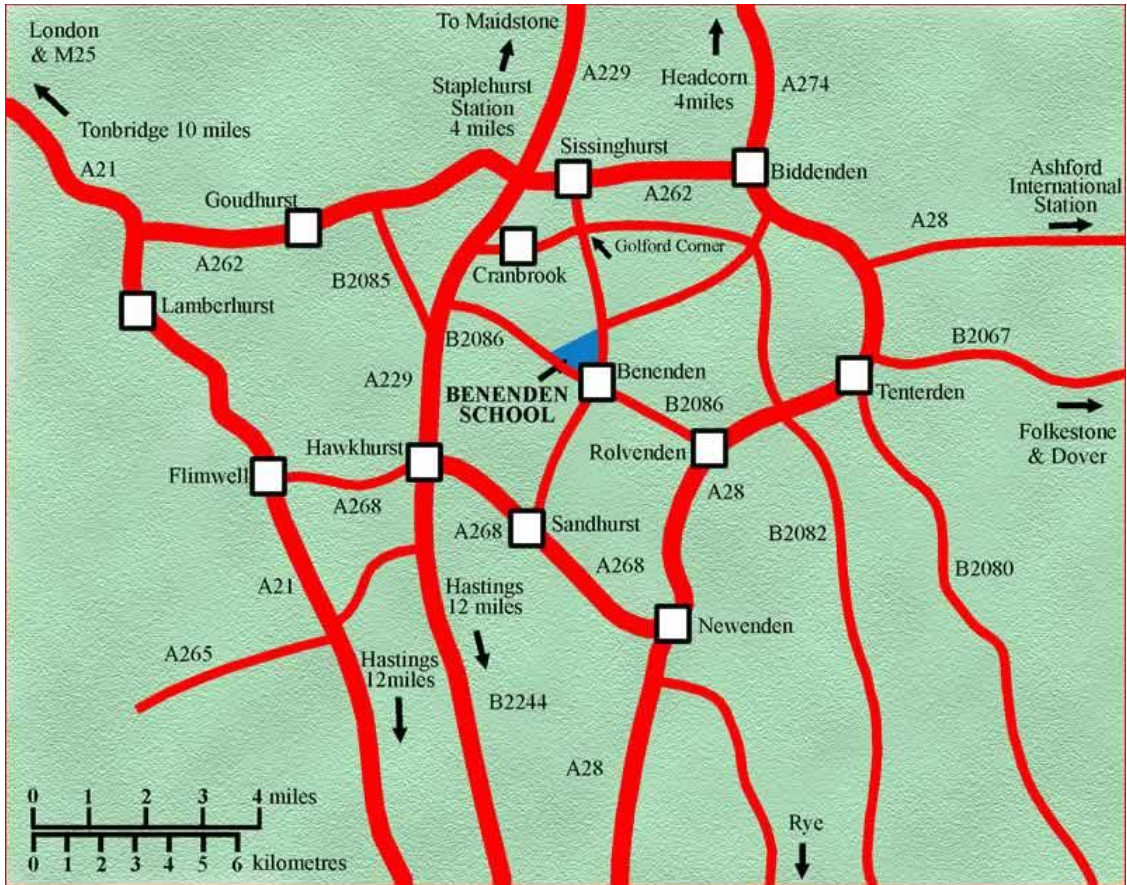 London
& M25
To Maidstone
A229
Headcorn
4miles
A274
Staplehurst
Station
4 miles
Tonbridge 10 miles
A21
Sissinghurst
Biddenden
Ashford
International
Station
Goudhurst
A262
A28
Golford Corner
A262
B2085
Cranbrook
Lamberhurst
B2086
B2067
A229
BENENDEN
SCHOOL
Benenden
B2086
Tenterden
Hawkhurst
Rolvenden
Folkestone
& Dover
Flimwell
A268
A28
A268
Sandhurst
B2082
A268
B2080
A21
Hastings
12 miles
Newenden
A265
Hastings
12miles
B2244
A28
0 1 2 3 4 miles
0 1 2 3 4 5 6 kilometres
Rye